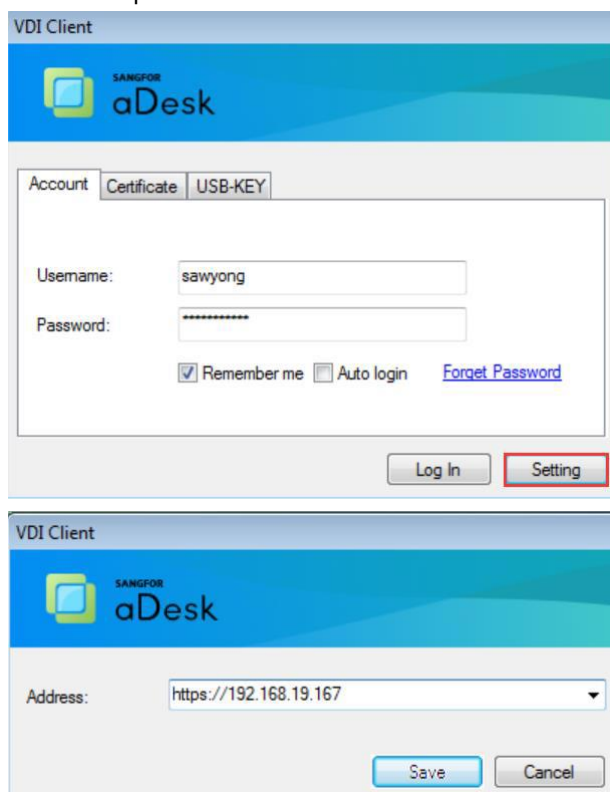 VDI Client
SANGFOR
aDesk
Account Certificate USB-KEY
Username: sawyong
Password: ***********
Remember me Auto login Forget Password
Log In Setting
VDI Client
SANGFOR
aDesk
Address: https://192.168.19.167
Save Cancel